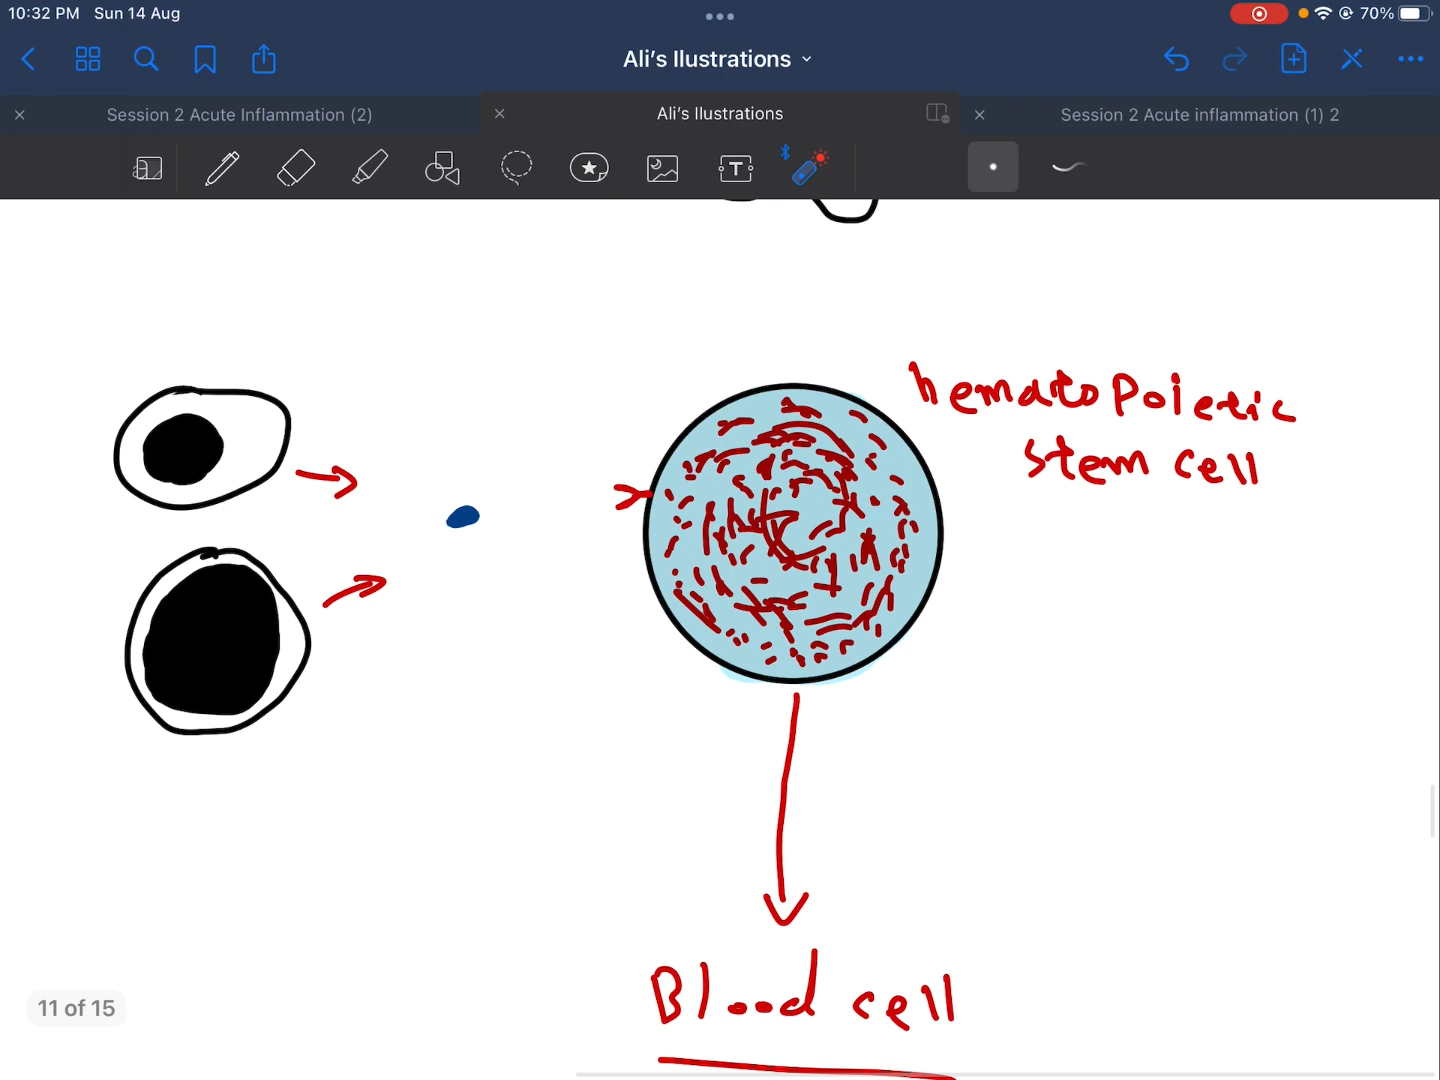 10:32 PM Sun 14 Aug
70%
Ali's Ilustrations
Session 2 Acute Inflammation (2)
Ali's Ilustrations
Session 2 Acute inflammation (1) 2
hematopoietic
stem cell
Blood cell
11 of 15